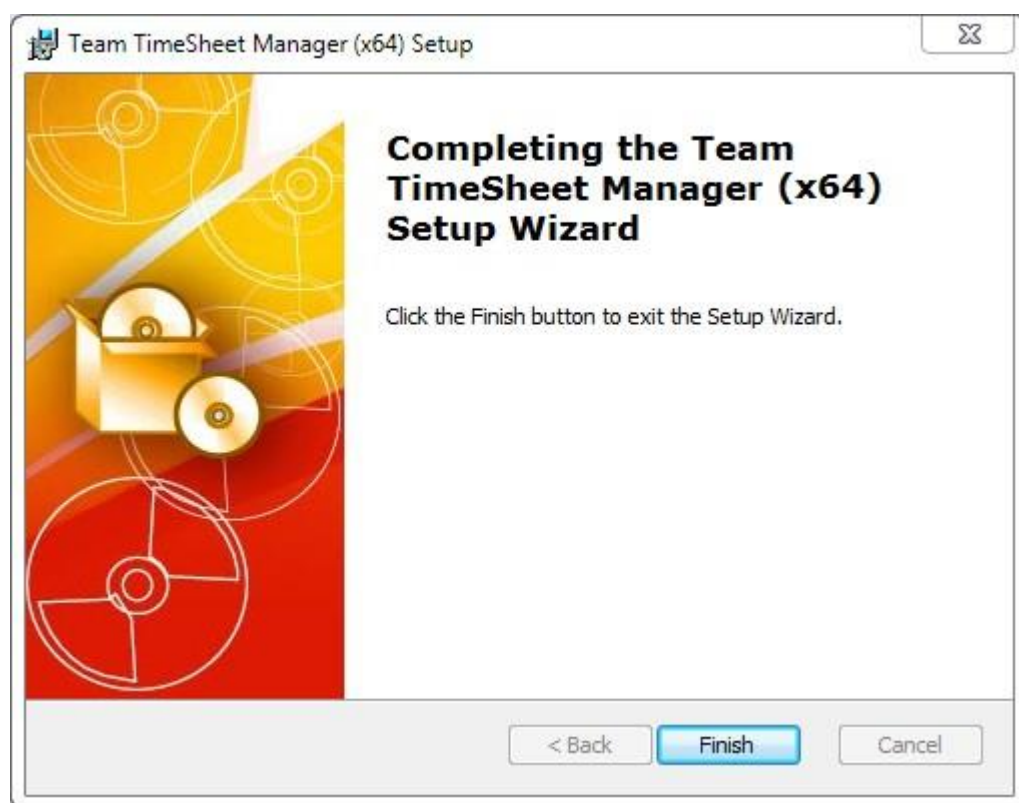 Team TimeSheet Manager (x64) Setup
Completing the Team
TimeSheet Manager (x64)
Setup Wizard
Click the Finish button to exit the Setup Wizard.
< Back
Finish
Cancel